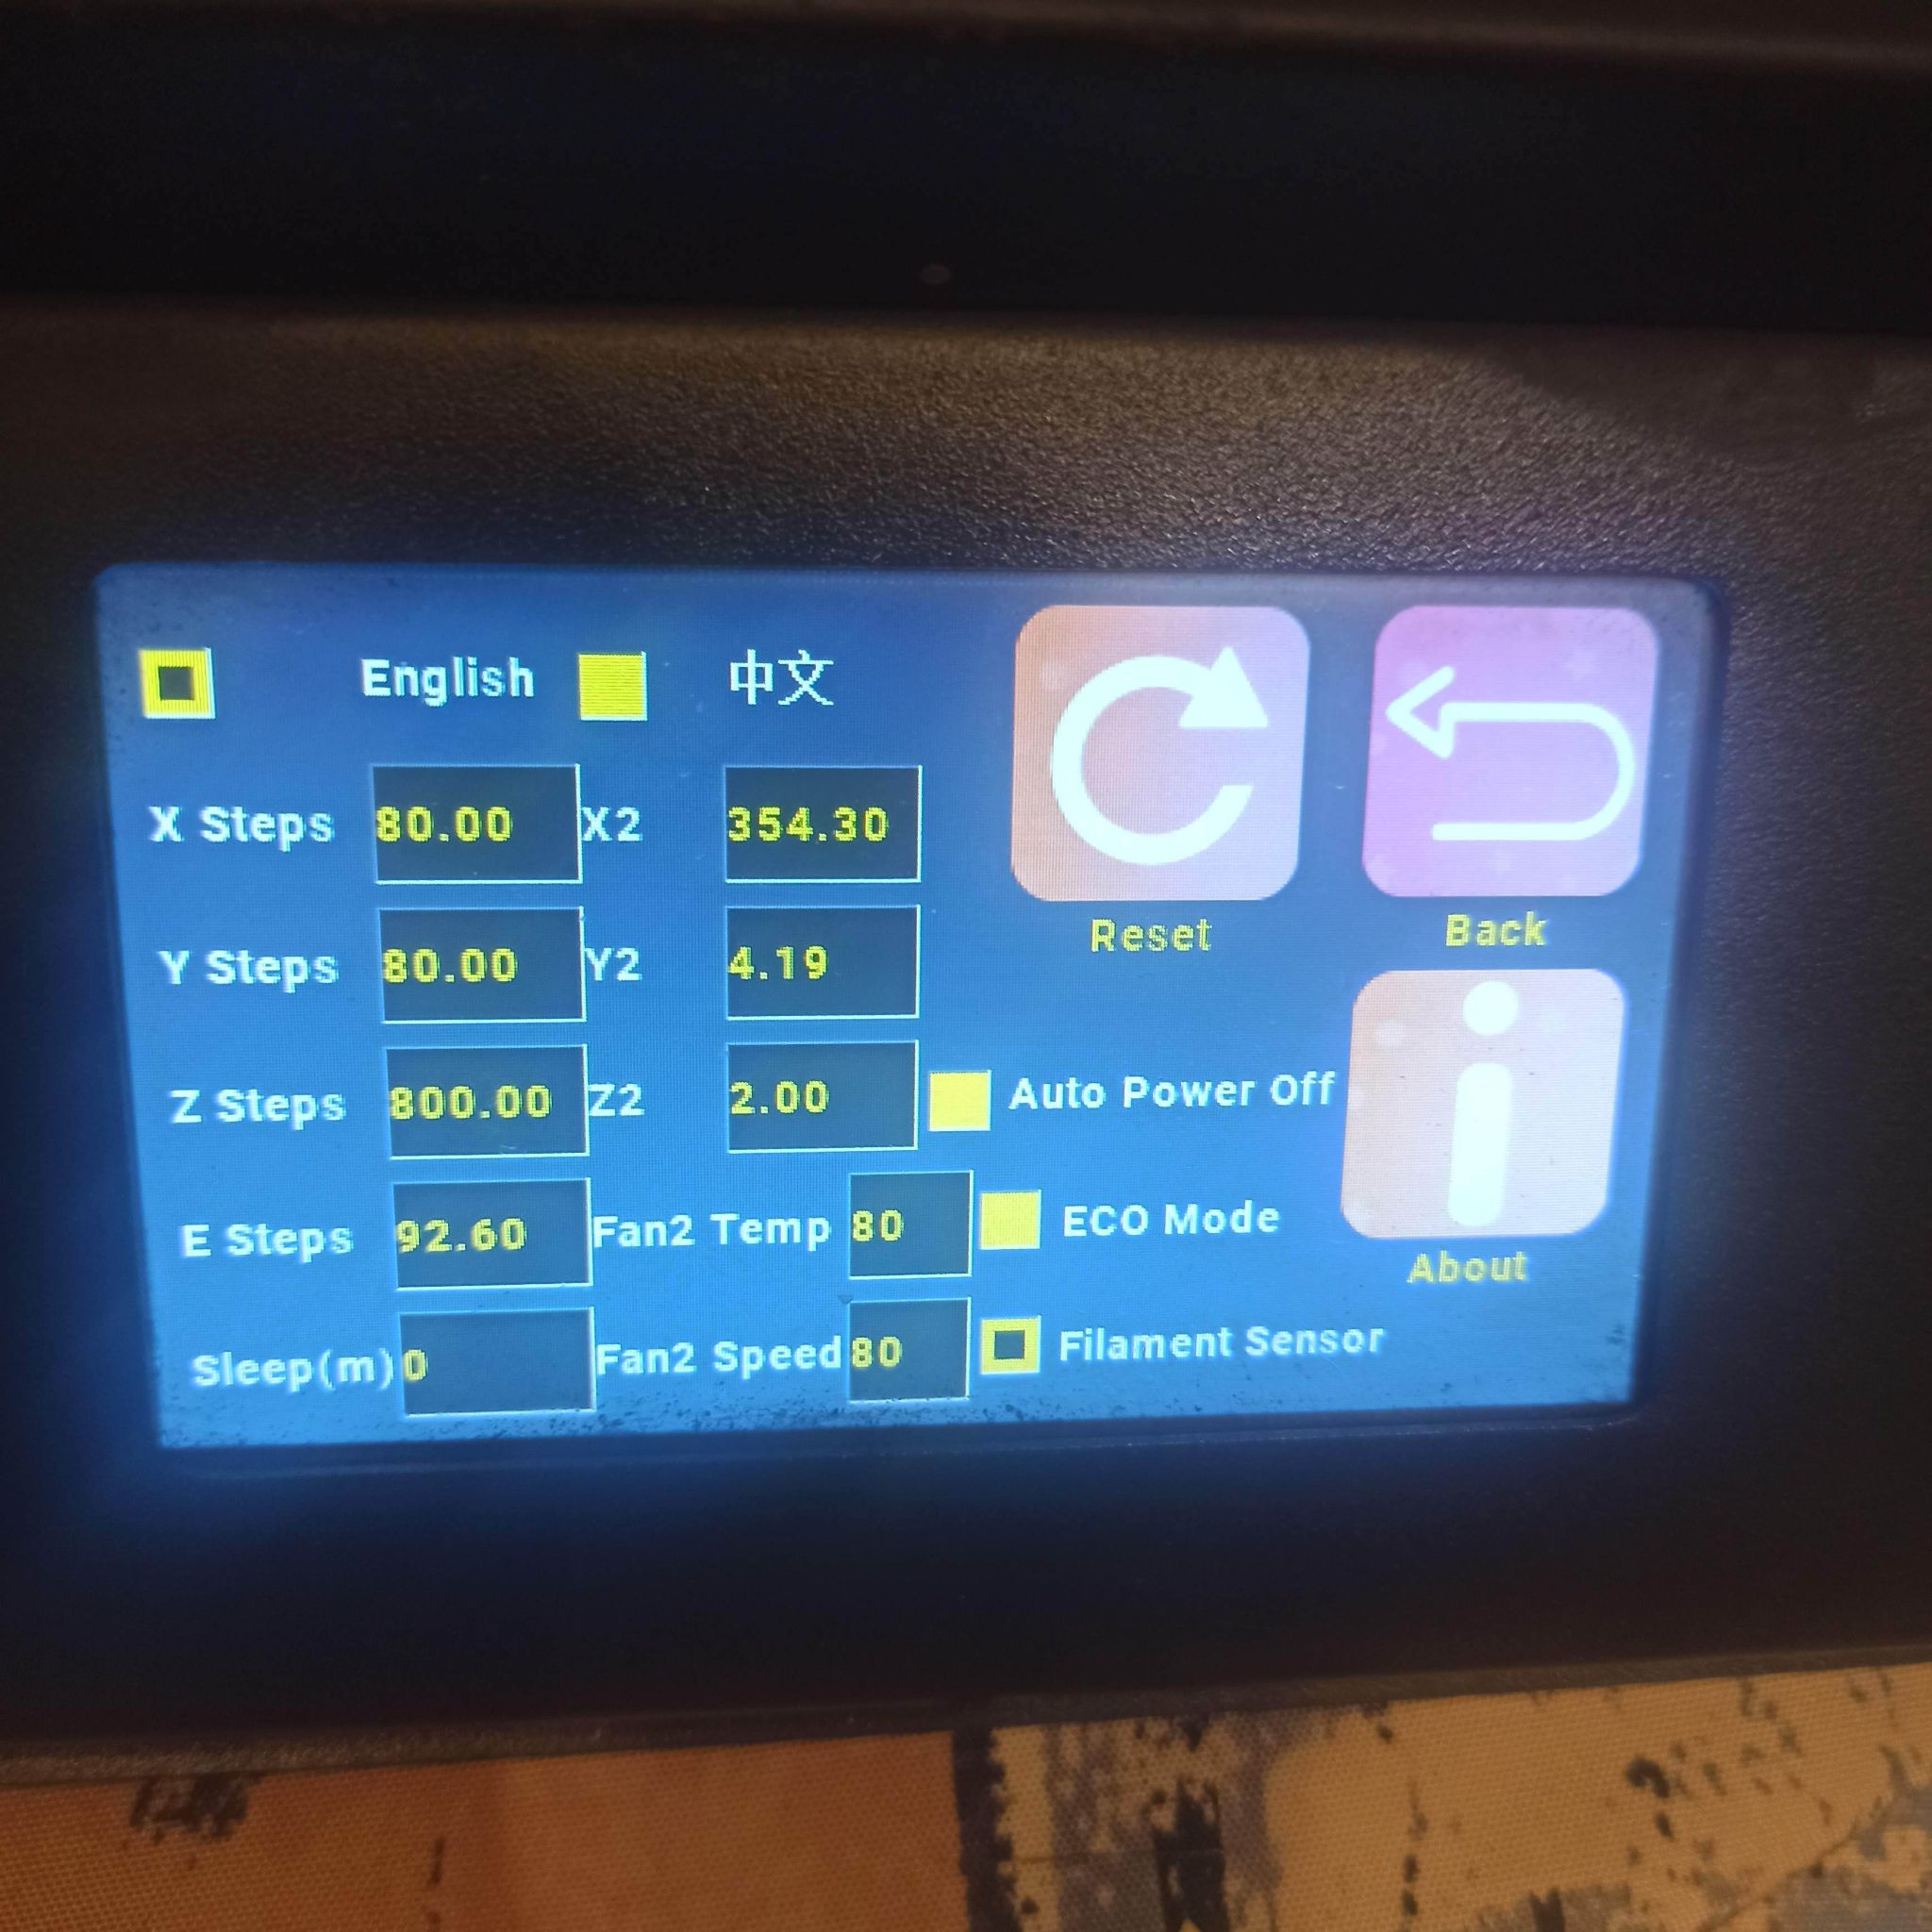 English 中文
X Steps 80.00 X2 354.30
Reset
Back
Y Steps 80.00 Y2 4.19
Z Steps 800.00 Z2 2.00 Auto Power Off
E Steps 92.60 Fan2 Temp 80 ECO Mode
About
Sleep(m) 0 Fan2 Speed 80 Filament Sensor